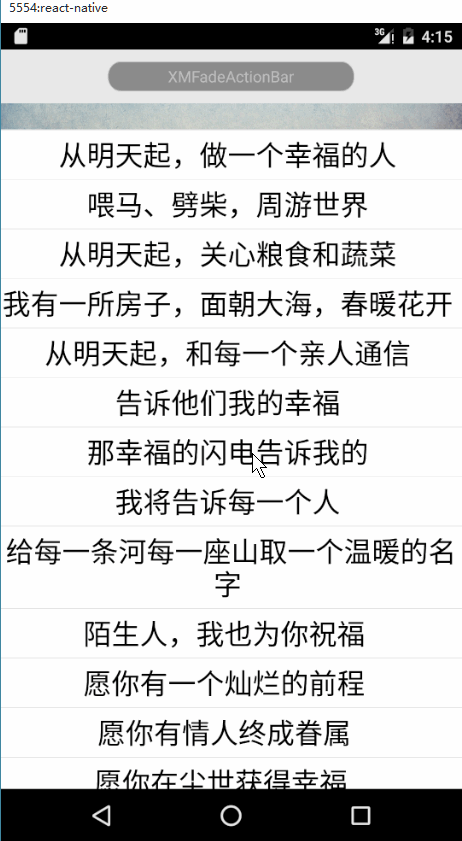 5554:react-native
3G 4:15
XMFadeActionBar
从明天起，做一个幸福的人
喂马、劈柴，周游世界
从明天起，关心粮食和蔬菜
我有一所房子，面朝大海，春暖花开
从明天起，和每一个亲人通信
告诉他们我的幸福
那幸福的闪电告诉我的
我将告诉每一个人
给每一条河每一座山取一个温暖的名
字
陌生人，我也为你祝福
愿你有一个灿烂的前程
愿你有情人终成眷属
愿你在尘世获得幸福